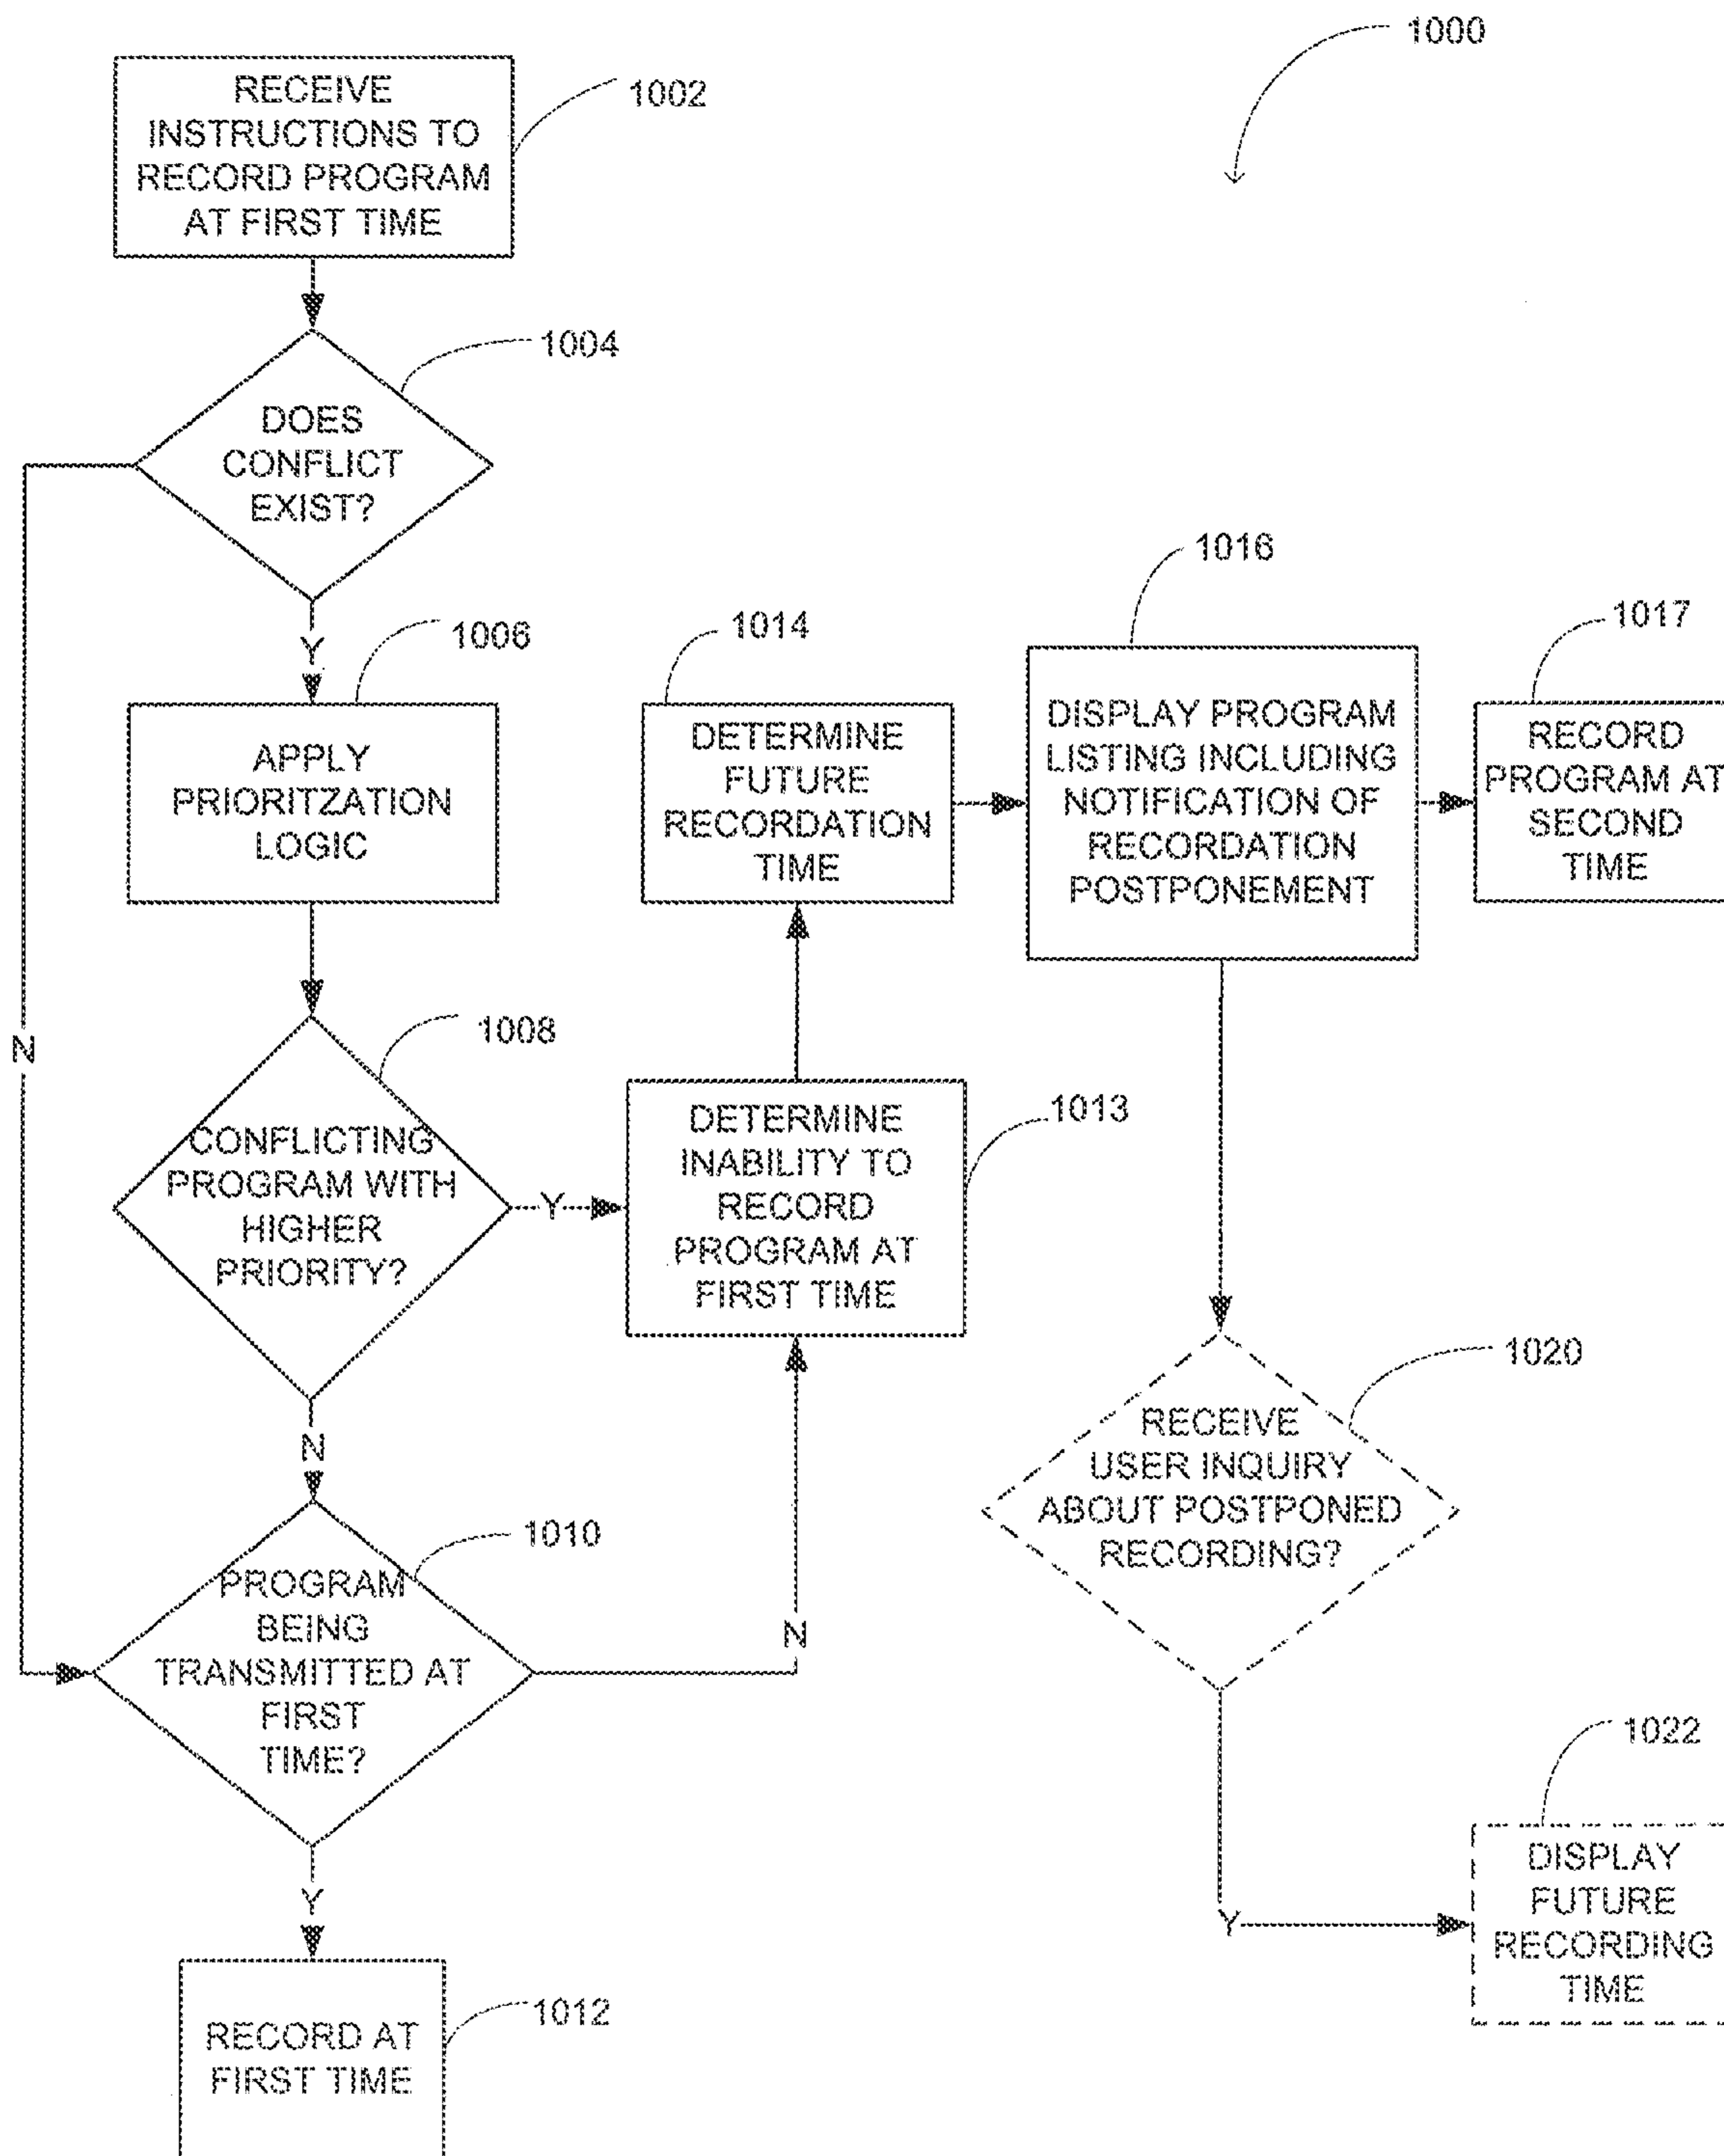 1000
RECEIVE
INSTRUCTIONS TO
RECORD PROGRAM
AT FIRST TIME
1002
DOES
CONFLICT
EXIST?
1004
Y
N
APPLY
PRIORITZATION
LOGIC
1006
CONFLICTING
PROGRAM WITH
HIGHER
PRIORITY?
1008
Y
N
PROGRAM
BEING
TRANSMITTED AT
FIRST
TIME?
1010
N
Y
RECORD AT
FIRST TIME
1012
DETERMINE
INABILITY TO
RECORD
PROGRAM AT
FIRST TIME
1013
DETERMINE
FUTURE
RECORDATION
TIME
1014
DISPLAY PROGRAM
LISTING INCLUDING
NOTIFICATION OF
RECORDATION
POSTPONEMENT
1016
RECORD
PROGRAM AT
SECOND
TIME
1017
RECEIVE
USER INQUIRY
ABOUT POSTPONED
RECORDING?
1020
Y
DISPLAY
FUTURE
RECORDING
TIME
1022